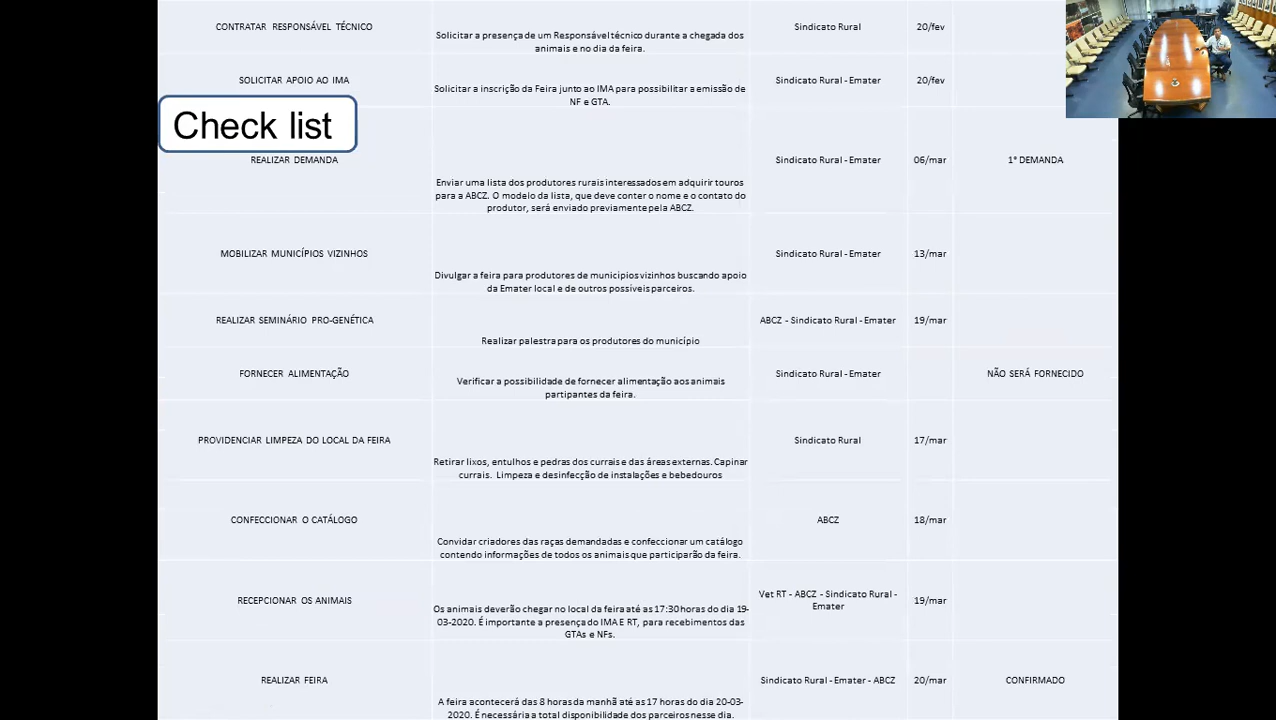 CONTRATAR RESPONSÁVEL TÉCNICO
Solicitar a presença de um Responsável técnico durante a chegada dos
animais e no dia da feira.
Sindicato Rural
20/fev
SOLICITAR APOIO AO IMA
Solicitar a inscrição da Feira junto ao IMA para possibilitar a emissão de
NF e GTA.
Sindicato Rural - Emater
20/fev
Check list
REALIZAR DEMANDA
Enviar uma lista dos produtores rurais interessados em adquirir touros
para a ABCZ. O modelo da lista, que deve conter o nome e o contato do
produtor, será enviado previamente pela ABCZ.
Sindicato Rural - Emater
06/mar
1ª DEMANDA
MOBILIZAR MUNICÍPIOS VIZINHOS
Divulgar a feira para produtores de municipios vizinhos buscando apoio
da Emater local e de outros possíveis parceiros.
Sindicato Rural - Emater
13/mar
REALIZAR SEMINÁRIO PRO-GENÉTICA
Realizar palestra para os produtores do município
ABCZ - Sindicato Rural - Emater
19/mar
FORNECER ALIMENTAÇÃO
Verificar a possibilidade de fornecer alimentação aos animais
partipantes da feira.
Sindicato Rural - Emater
NÃO SERÁ FORNECIDO
PROVIDENCIAR LIMPEZA DO LOCAL DA FEIRA
Retirar lixos, entulhos e pedras dos currais e das áreas externas. Capinar
currais. Limpeza e desinfecção de instalações e bebedouros
Sindicato Rural
17/mar
CONFECCIONAR O CATÁLOGO
Convidar criadores das raças demandadas e confeccionar um catálogo
contendo informações de todos os animais que participarão da feira.
ABCZ
18/mar
RECEPCIONAR OS ANIMAIS
Os animais deverão chegar no local da feira até as 17:30 horas do dia 19-
03-2020. É importante a presença do IMA E RT, para recebimentos das
GTAs e NFs.
Vet RT - ABCZ - Sindicato Rural -
Emater
19/mar
REALIZAR FEIRA
A feira acontecerá das 8 horas da manhã até as 17 horas do dia 20-03-
2020. É necessária a total disponibilidade dos parceiros nesse dia.
Sindicato Rural - Emater - ABCZ
20/mar
CONFIRMADO